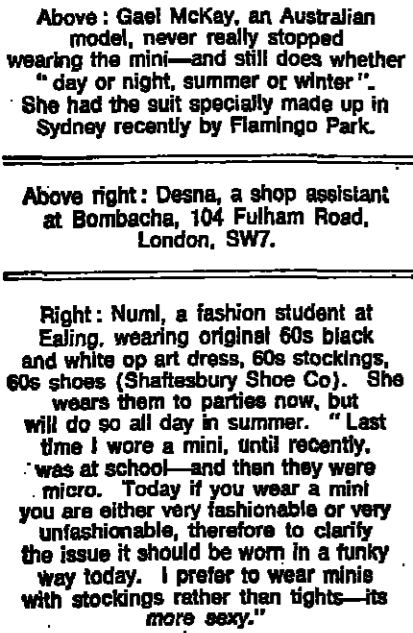 Above : Gael McKay, an Australian
model, never really stopped
wearing the mini—and still does whether
" day or night, summer or winter ".
She had the suit specially made up in
Sydney recently by Flamingo Park.
Above right : Desna, a shop assistant
at Bombacha, 104 Fulham Road,
London, SW7.
Right : Numi, a fashion student at
Ealing, wearing original 60s black
and white op art dress, 60s stockings,
60s shoes (Shaftesbury Shoe Co). She
wears them to parties now, but
will do so all day in summer. " Last
time I wore a mini, until recently,
was at school—and then they were
micro. Today if you wear a mini
you are either very fashionable or very
unfashionable, therefore to clarify
the issue it should be worn in a funky
way today. I prefer to wear minis
with stockings rather than tights—its
more sexy."